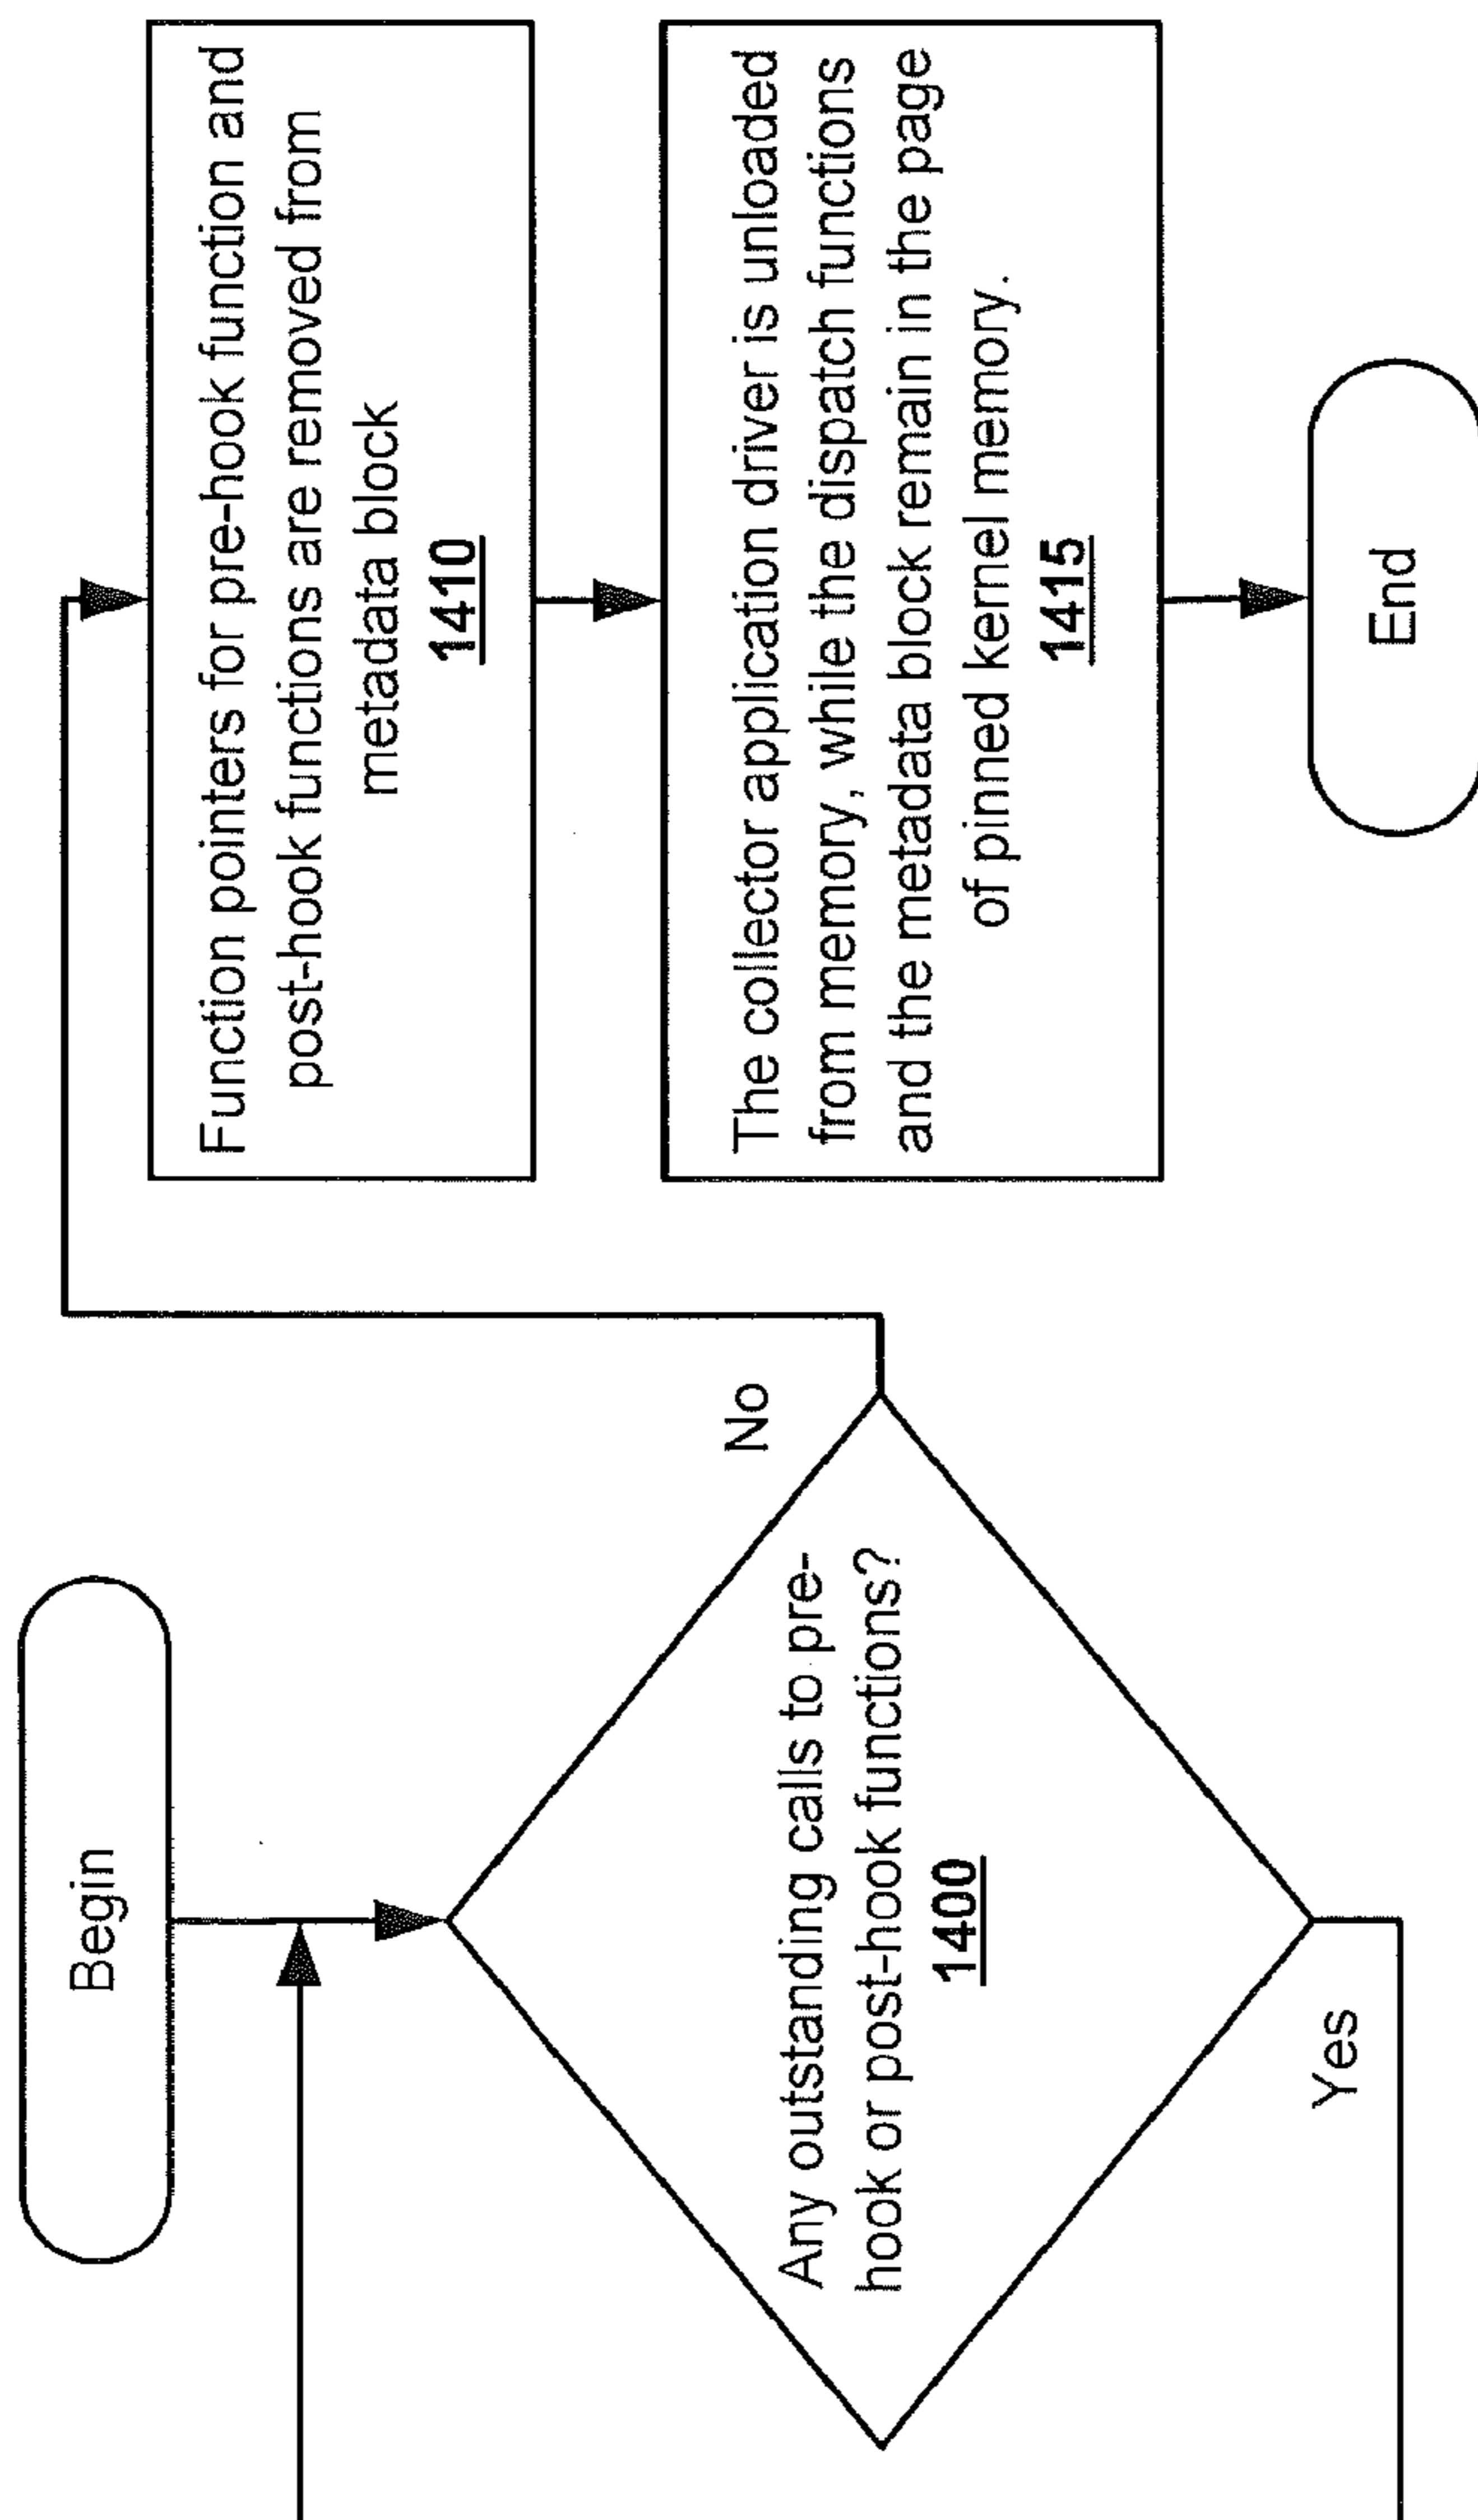 Begin
Any outstanding calls to pre-
hook or post-hook functions?
1400
Yes
No
Function pointers for pre-hook function and
post-hook functions are removed from
metadata block
1410
The collector application driver is unloaded
from memory, while the dispatch functions
and the metadata block remain in the page
of pinned kernel memory.
1415
End